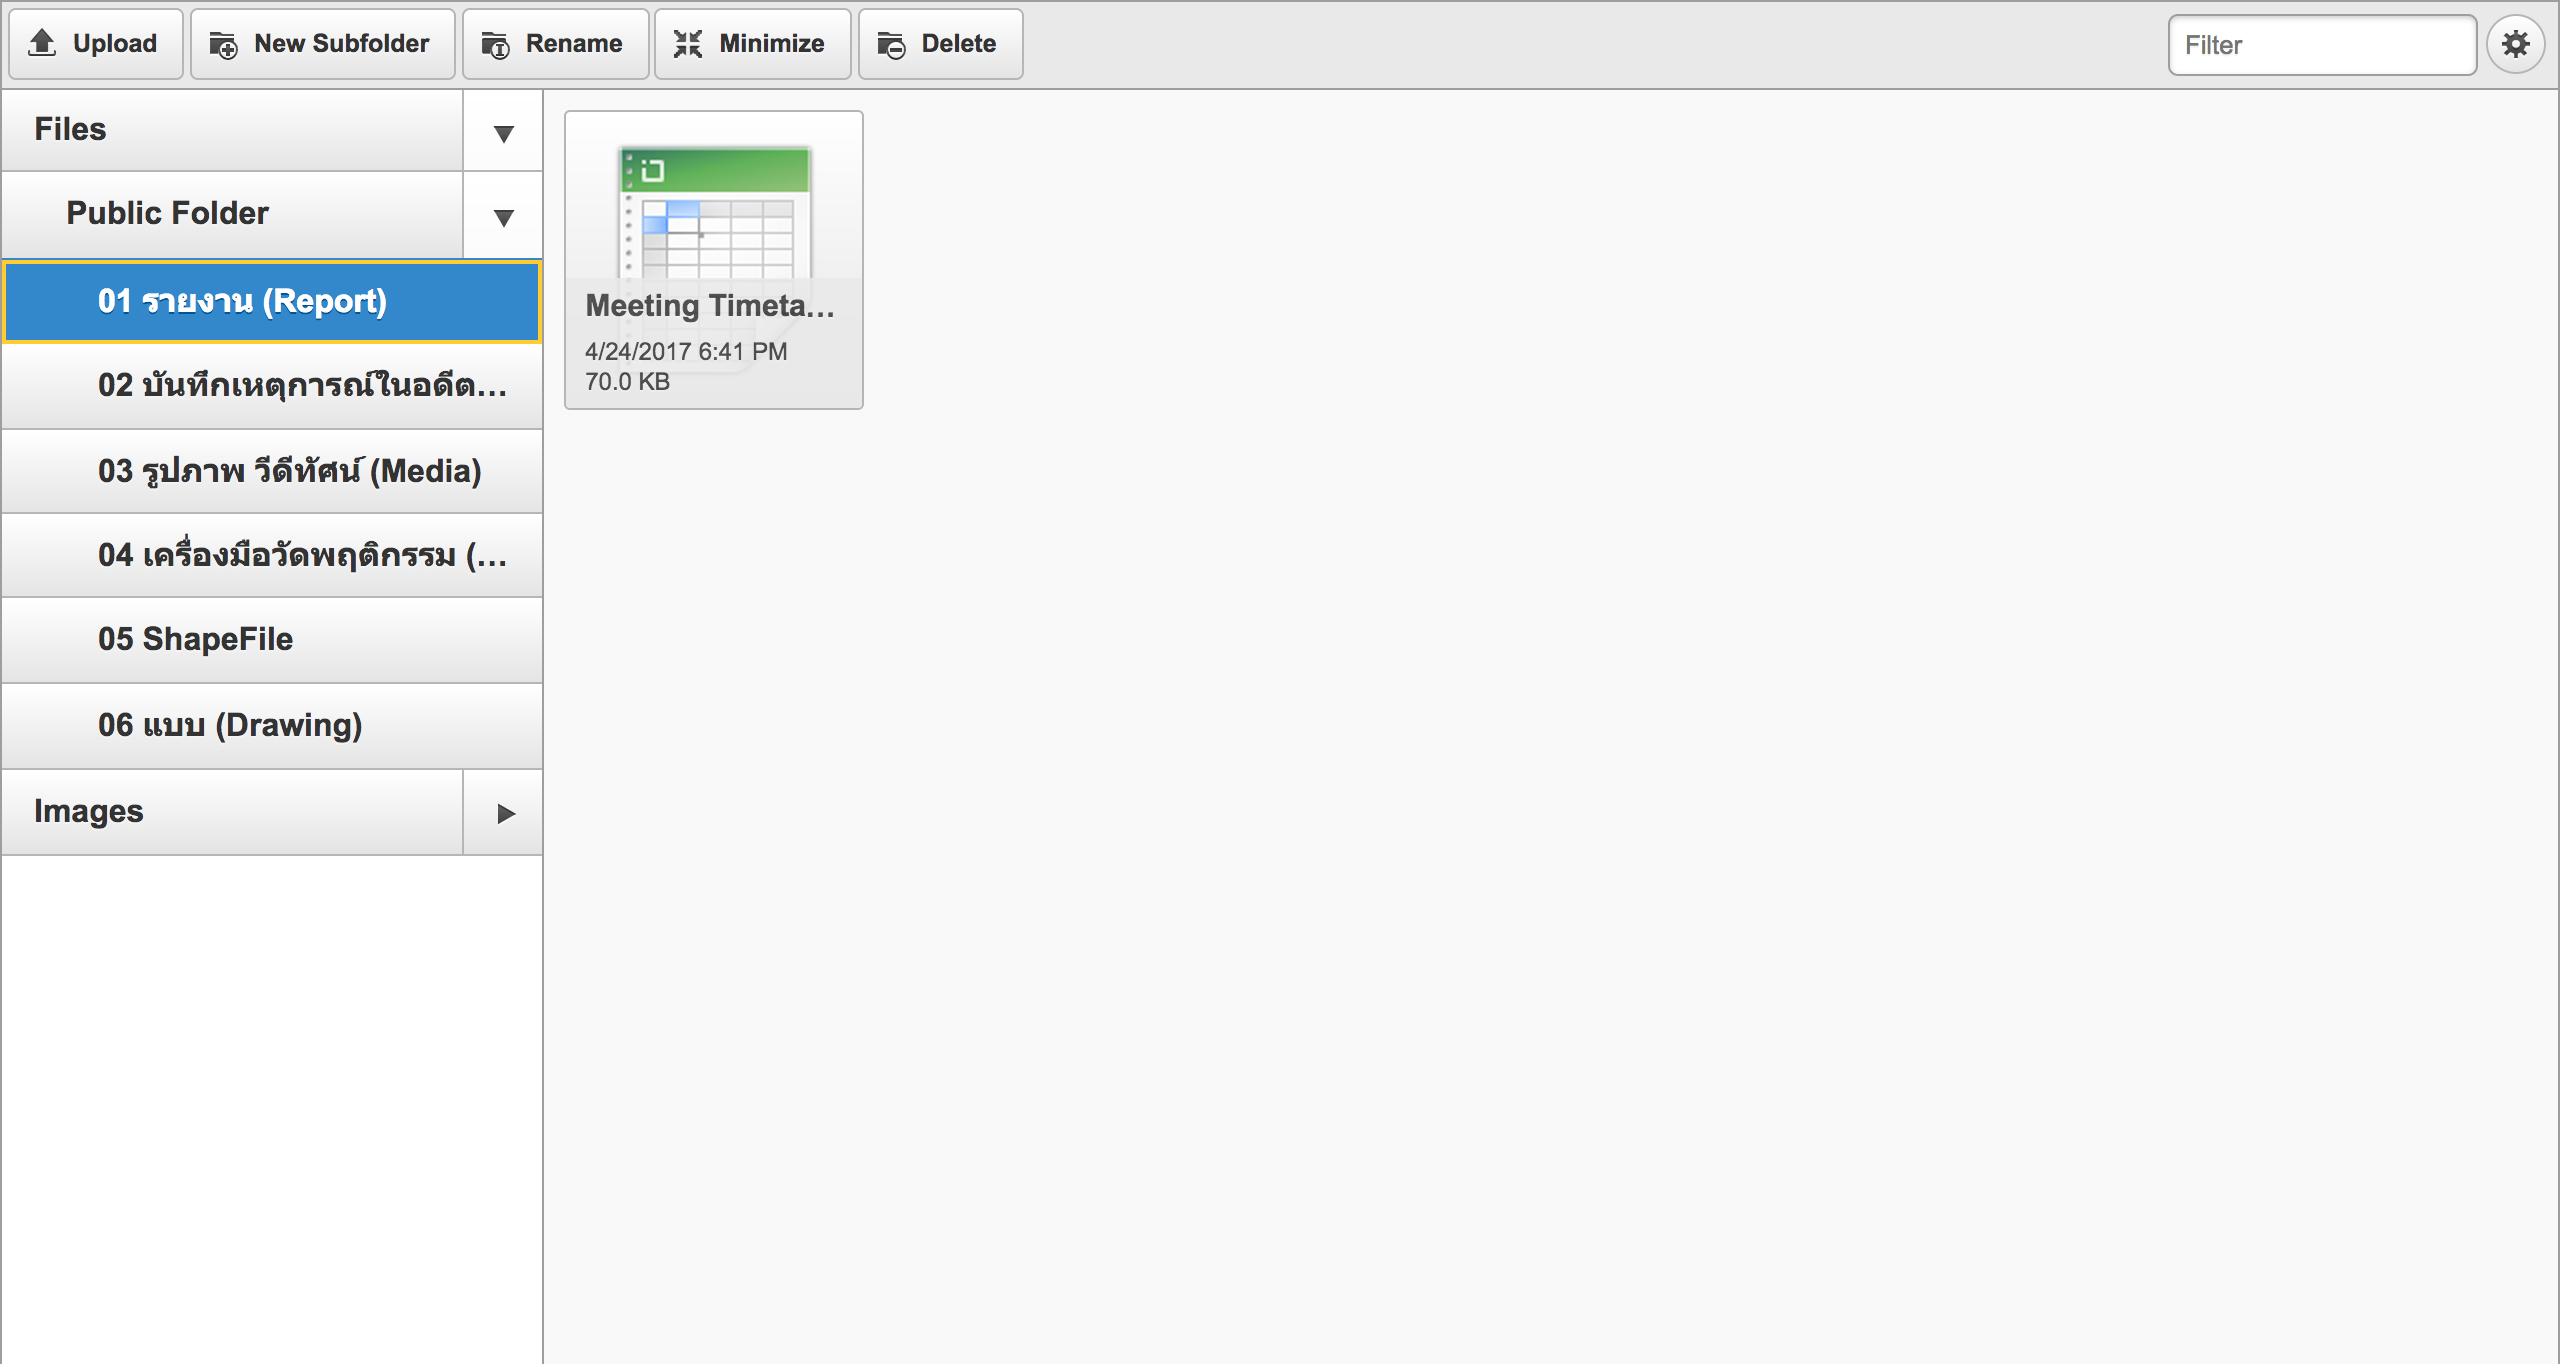 Upload
New Subfolder
Rename
Minimize
Delete
Filter
Files
Public Folder
01 รายงาน (Report)
02 บันทึกเหตุการณ์ในอดีต...
03 รูปภาพ วีดีทัศน์ (Media)
04 เครื่องมือวัดพฤติกรรม (...
05 ShapeFile
06 แบบ (Drawing)
Images
Meeting Timeta...
4/24/2017 6:41 PM
70.0 KB